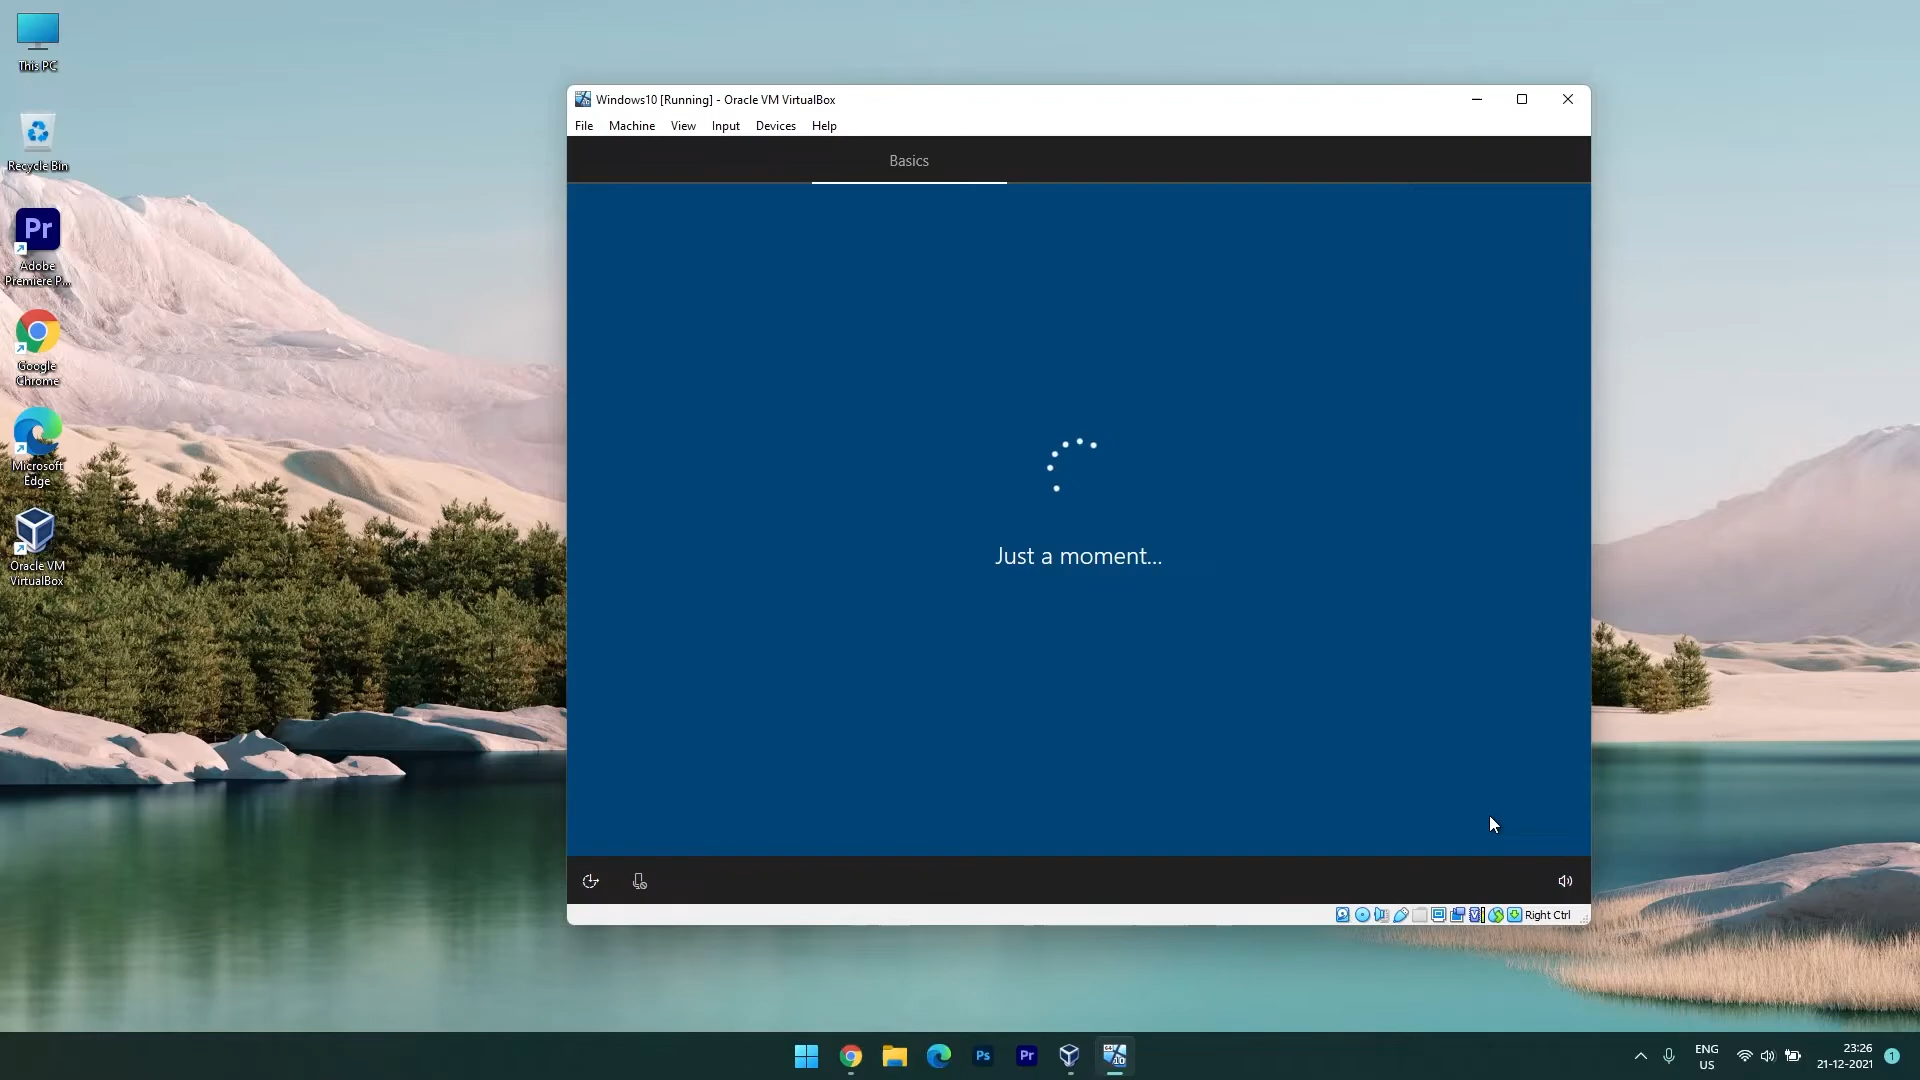 This PC
Recycle Bin
Pr
Adobe
Premiere P...
Google
Chrome
Microsoft
Edge
Oracle VM
VirtualBox
Windows10 [Running] - Oracle VM VirtualBox
File Machine View Input Devices Help
Basics
Just a moment...
Right Ctrl
Ps
Pr
ENG
US
23:26
21-12-2021
1